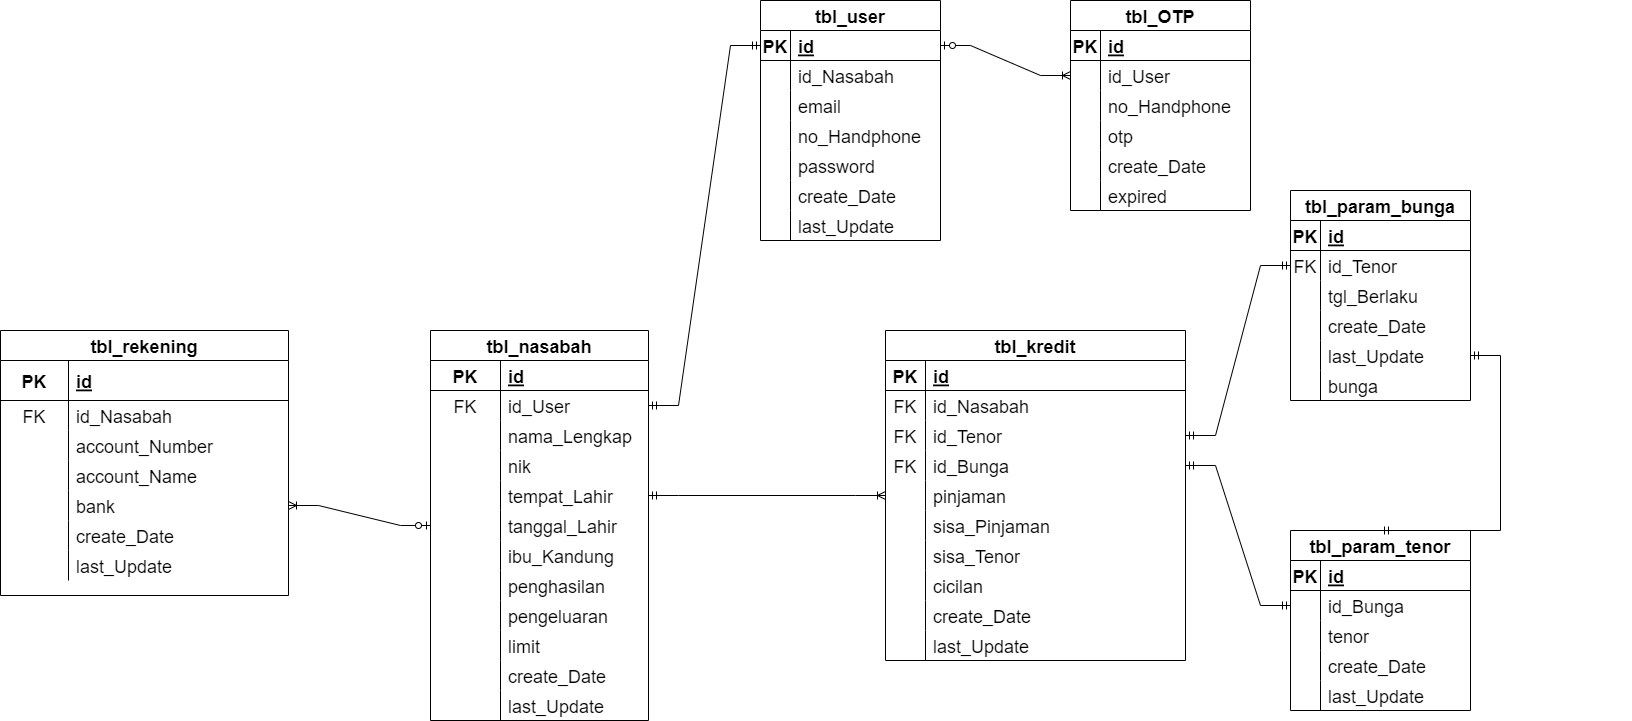 tbl_user
PK id
id_Nasabah
email
no_Handphone
password
create_Date
last_Update
tbl_OTP
PK id
id_User
no_Handphone
otp
create_Date
expired
tbl_param_bunga
PK id
FK id_Tenor
tgl_Berlaku
create_Date
last_Update
bunga
tbl_rekening
PK id
FK id_Nasabah
account_Number
account_Name
bank
create_Date
last_Update
tbl_nasabah
PK id
FK id_User
nama_Lengkap
nik
tempat_Lahir
tanggal_Lahir
ibu_Kandung
penghasilan
pengeluaran
limit
create_Date
last_Update
tbl_kredit
PK id
FK id_Nasabah
FK id_Tenor
FK id_Bunga
pinjaman
sisa_Pinjaman
sisa_Tenor
cicilan
create_Date
last_Update
tbl_param_tenor
PK id
id_Bunga
tenor
create_Date
last_Update